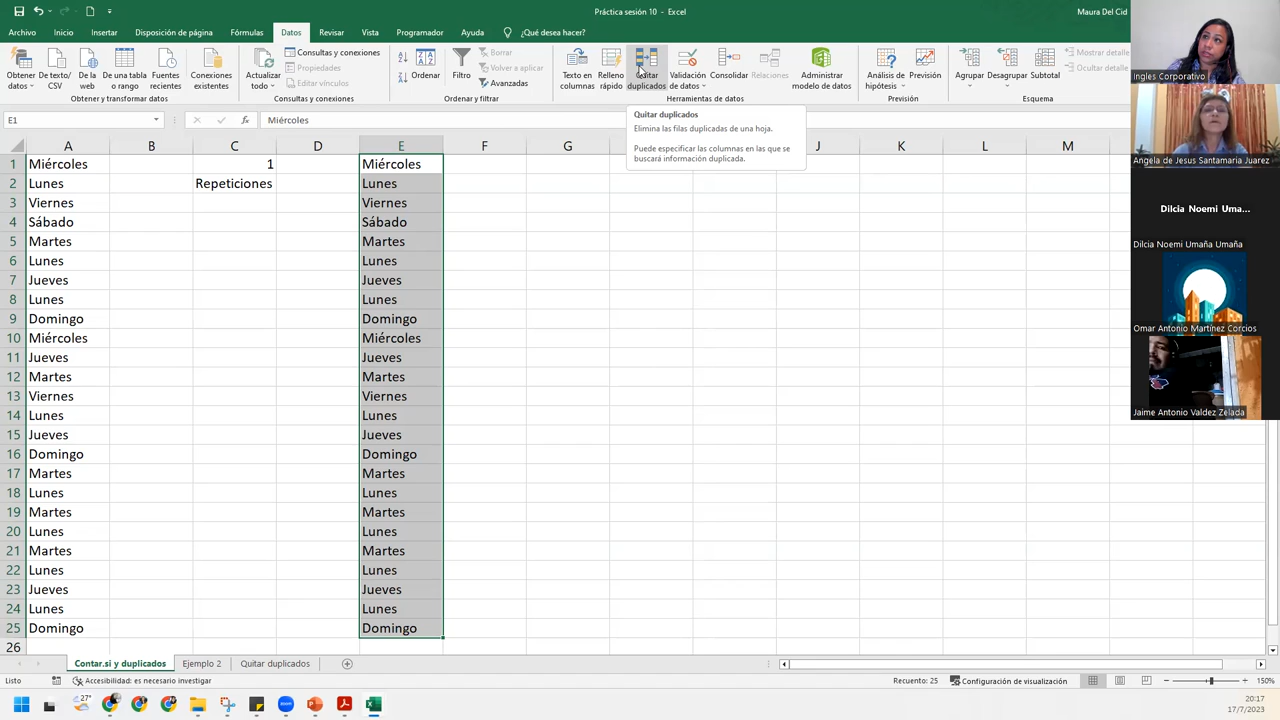 Práctica sesión 10 - Excel
Maura Del Cid
Archivo Inicio Insertar Disposición de página Fórmulas Datos Revisar Vista Programador Ayuda ¿Qué desea hacer?
Obtener datos
De texto/ CSV
De la web
De una tabla o rango
Fuentes recientes
Conexiones existentes
Obtener y transformar datos
Actualizar todo
Consultas y conexiones
Propiedades
Editar vínculos
Consultas y conexiones
Ordenar
Filtro
Borrar
Volver a aplicar
Avanzadas
Ordenar y filtrar
Texto en columnas
Relleno rápido
Quitar duplicados
Validación de datos
Consolidar
Relaciones
Administrar modelo de datos
Herramientas de datos
Análisis de hipótesis
Previsión
Previsión
Agrupar
Desagrupar
Subtotal
Mostrar detalle
Ocultar detalle
Esquema
E1
fx
Miércoles
Quitar duplicados
Elimina las filas duplicadas de una hoja.
Puede especificar las columnas en las que se
buscará información duplicada.
A B C D E F G H J K L M
1 Miércoles 1 Miércoles
2 Lunes Repeticiones Lunes
3 Viernes Viernes
4 Sábado Sábado
5 Martes Martes
6 Lunes Lunes
7 Jueves Jueves
8 Lunes Lunes
9 Domingo Domingo
10 Miércoles Miércoles
11 Jueves Jueves
12 Martes Martes
13 Viernes Viernes
14 Lunes Lunes
15 Jueves Jueves
16 Domingo Domingo
17 Martes Martes
18 Lunes Lunes
19 Martes Martes
20 Lunes Lunes
21 Martes Martes
22 Lunes Lunes
23 Jueves Jueves
24 Lunes Lunes
25 Domingo Domingo
26
Contar.si y duplicados Ejemplo 2 Quitar duplicados
Listo
Accesibilidad: es necesario investigar
Recuento: 25
Configuración de visualización
150%
27°
20:17
17/7/2023
Ingles Corporativo
Angela de Jesus Santamaria Juarez
Dilcia Noemi Uma...
Dilcia Noemi Umaña Umaña
Omar Antonio Martínez Corcios
Jaime Antonio Valdez Zelada